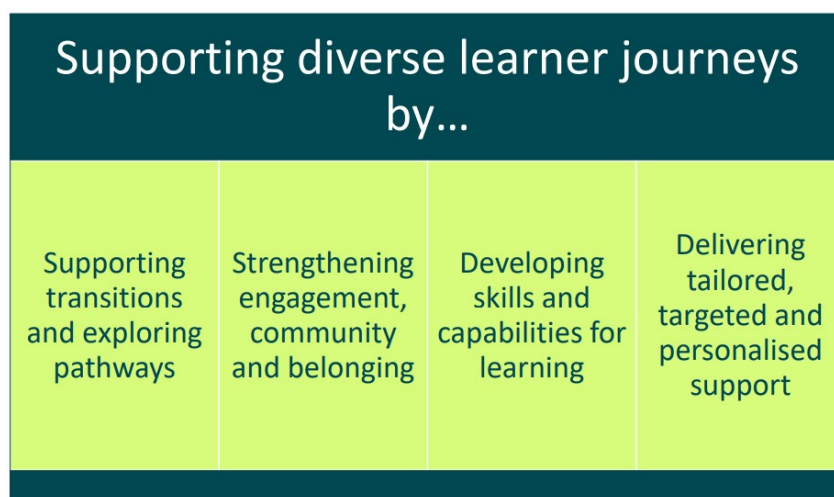 Supporting diverse learner journeys
by...
Supporting
transitions
and exploring
pathways
Strengthening
engagement,
community
and belonging
Developing
skills and
capabilities for
learning
Delivering
tailored,
targeted and
personalised
support